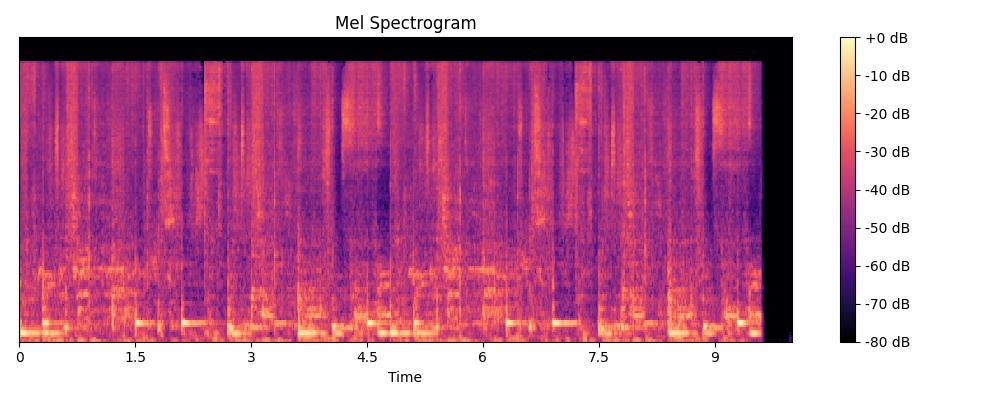 Mel Spectrogram
+0 dB
-10 dB
-20 dB
-30 dB
-40 dB
-50 dB
-60 dB
-70 dB
-80 dB
0
1.5
3
4.5
6
7.5
9
Time